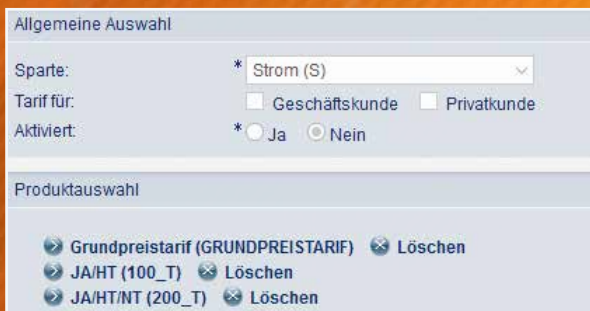 Allgemeine Auswahl
Sparte: * Strom (S)
Tarif für: Geschäftskunde Privatkunde
Aktiviert: * Ja Nein
Produktauswahl
Grundpreistarif (GRUNDPREISTARIF) Löschen
JA/HT (100_T) Löschen
JA/HT/NT (200_T) Löschen